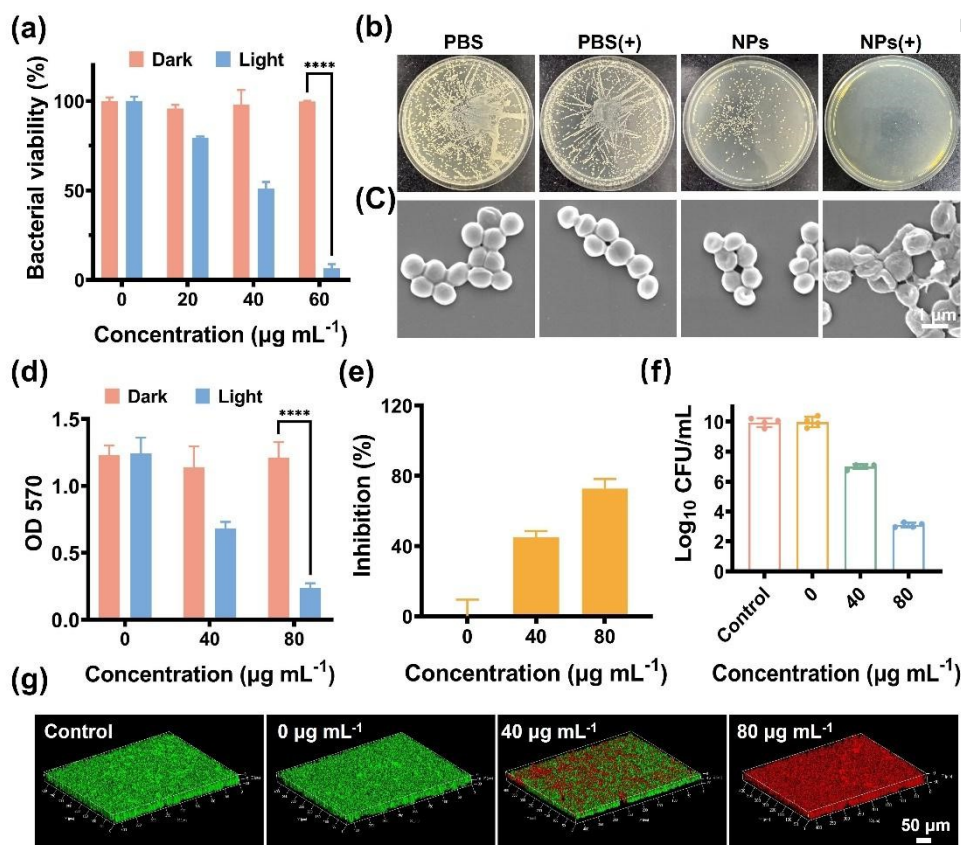 (a)
Dark Light
****
Bacterial viability (%)
100
50
0
0 20 40 60
Concentration (µg mL⁻¹)
(b)
PBS PBS(+) NPs NPs(+)
(C)
1 µm
(d)
Dark Light
****
OD 570
1.5
1.0
0.5
0.0
0 40 80
Concentration (µg mL⁻¹)
(e)
Inhibition (%)
120
80
40
0
0 40 80
Concentration (µg mL⁻¹)
(f)
Log₁₀ CFU/mL
10
8
6
4
2
0
Control 0 40 80
Concentration (µg mL⁻¹)
(g)
Control 0 µg mL⁻¹ 40 µg mL⁻¹ 80 µg mL⁻¹
50 µm